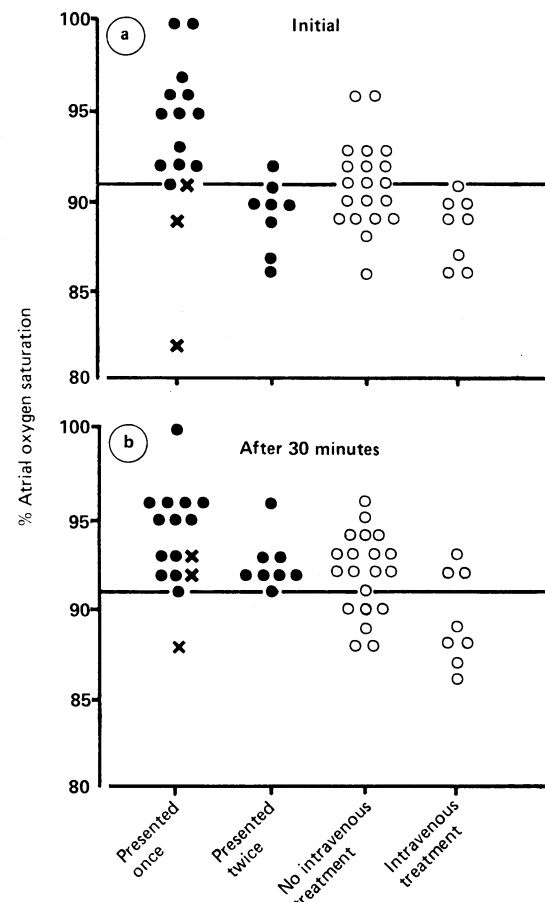 100
a
Initial
95
90
85
80
% Atrial oxygen saturation
100
b
After 30 minutes
95
90
85
80
Presented
once
Presented
twice
No intravenous
treatment
Intravenous
treatment